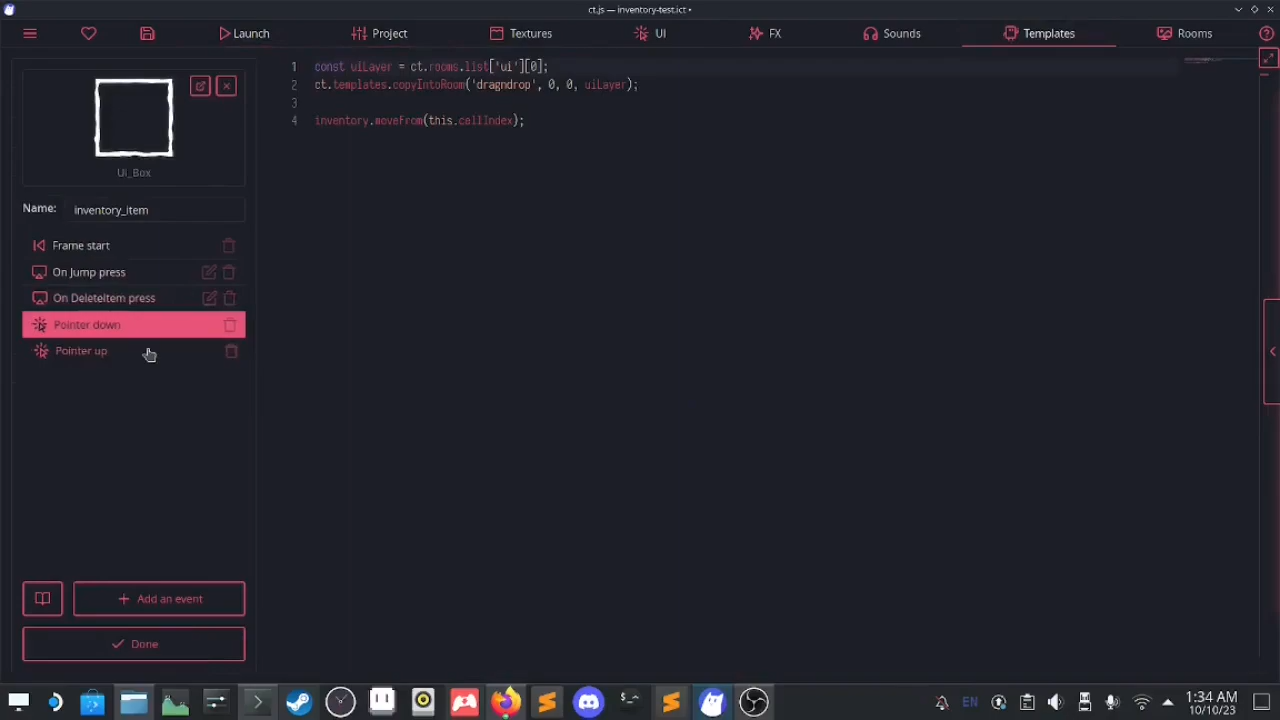 ct.js — inventory-test.ict •
Launch
Project
Textures
UI
FX
Sounds
Templates
Rooms
Ui_Box
Name: inventory_item
Frame start
On Jump press
On DeleteItem press
Pointer down
Pointer up
Add an event
Done
1 const uiLayer = ct.rooms.list['ui'][0];
2 ct.templates.copyIntoRoom('dragndrop', 0, 0, uiLayer);
3
4 inventory.moveFrom(this.cellIndex);
EN
1:34 AM
10/10/23